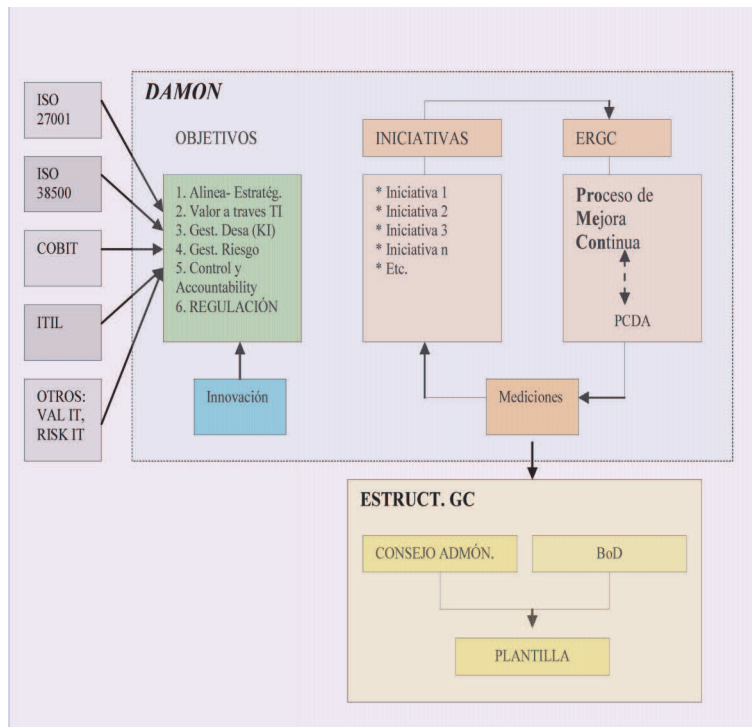 DAMON
ISO
27001
ISO
38500
COBIT
ITIL
OTROS:
VAL IT,
RISK IT
OBJETIVOS
1. Alinea- Estratég.
2. Valor a traves TI
3. Gest. Desa (KI)
4. Gest. Riesgo
5. Control y
Accountability
6. REGULACIÓN
Innovación
INICIATIVAS
* Iniciativa 1
* Iniciativa 2
* Iniciativa 3
* Iniciativa n
* Etc.
ERGC
Proceso de
Mejora
Continua
PCDA
Mediciones
ESTRUCT. GC
CONSEJO ADMÓN.
BoD
PLANTILLA